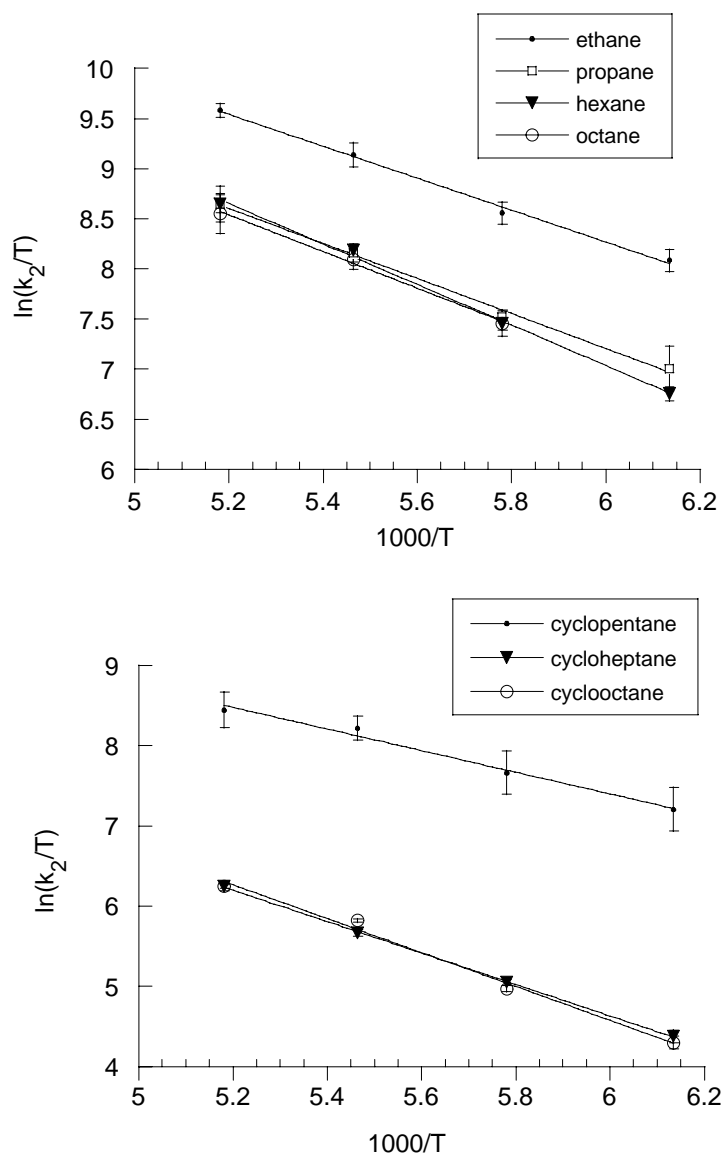 ethane
propane
hexane
octane
10
9.5
9
8.5
8
7.5
7
6.5
6
ln(k₂/T)
5 5.2 5.4 5.6 5.8 6 6.2
1000/T
cyclopentane
cycloheptane
cyclooctane
9
8
7
6
5
4
ln(k₂/T)
5 5.2 5.4 5.6 5.8 6 6.2
1000/T